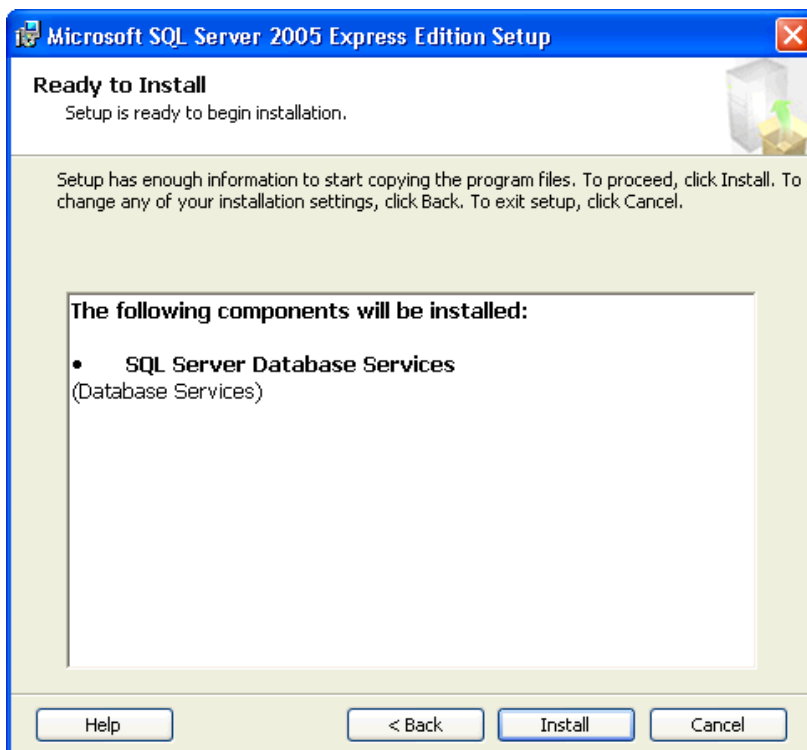 Microsoft SQL Server 2005 Express Edition Setup
Ready to Install
Setup is ready to begin installation.
Setup has enough information to start copying the program files. To proceed, click Install. To
change any of your installation settings, click Back. To exit setup, click Cancel.
The following components will be installed:
• SQL Server Database Services
(Database Services)
Help
< Back
Install
Cancel